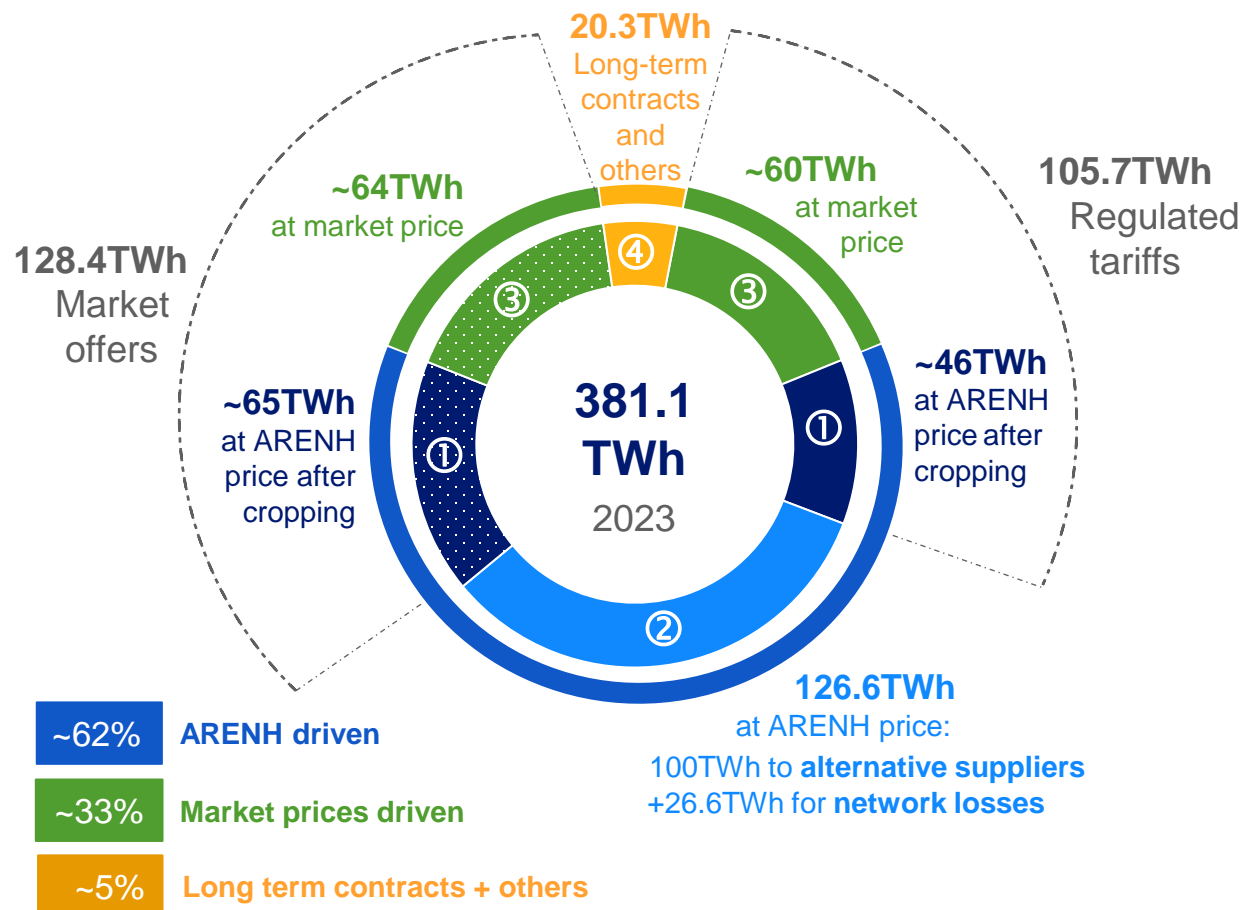 20.3TWh
Long-term
contracts
and
others
~64TWh
at market price
~60TWh
at market
price
105.7TWh
Regulated
tariffs
128.4TWh
Market
offers
④
③
③
~65TWh
at ARENH
price after
cropping
①
381.1
TWh
2023
①
~46TWh
at ARENH
price after
cropping
②
126.6TWh
at ARENH price:
100TWh to alternative suppliers
+26.6TWh for network losses
~62% ARENH driven
~33% Market prices driven
~5% Long term contracts + others